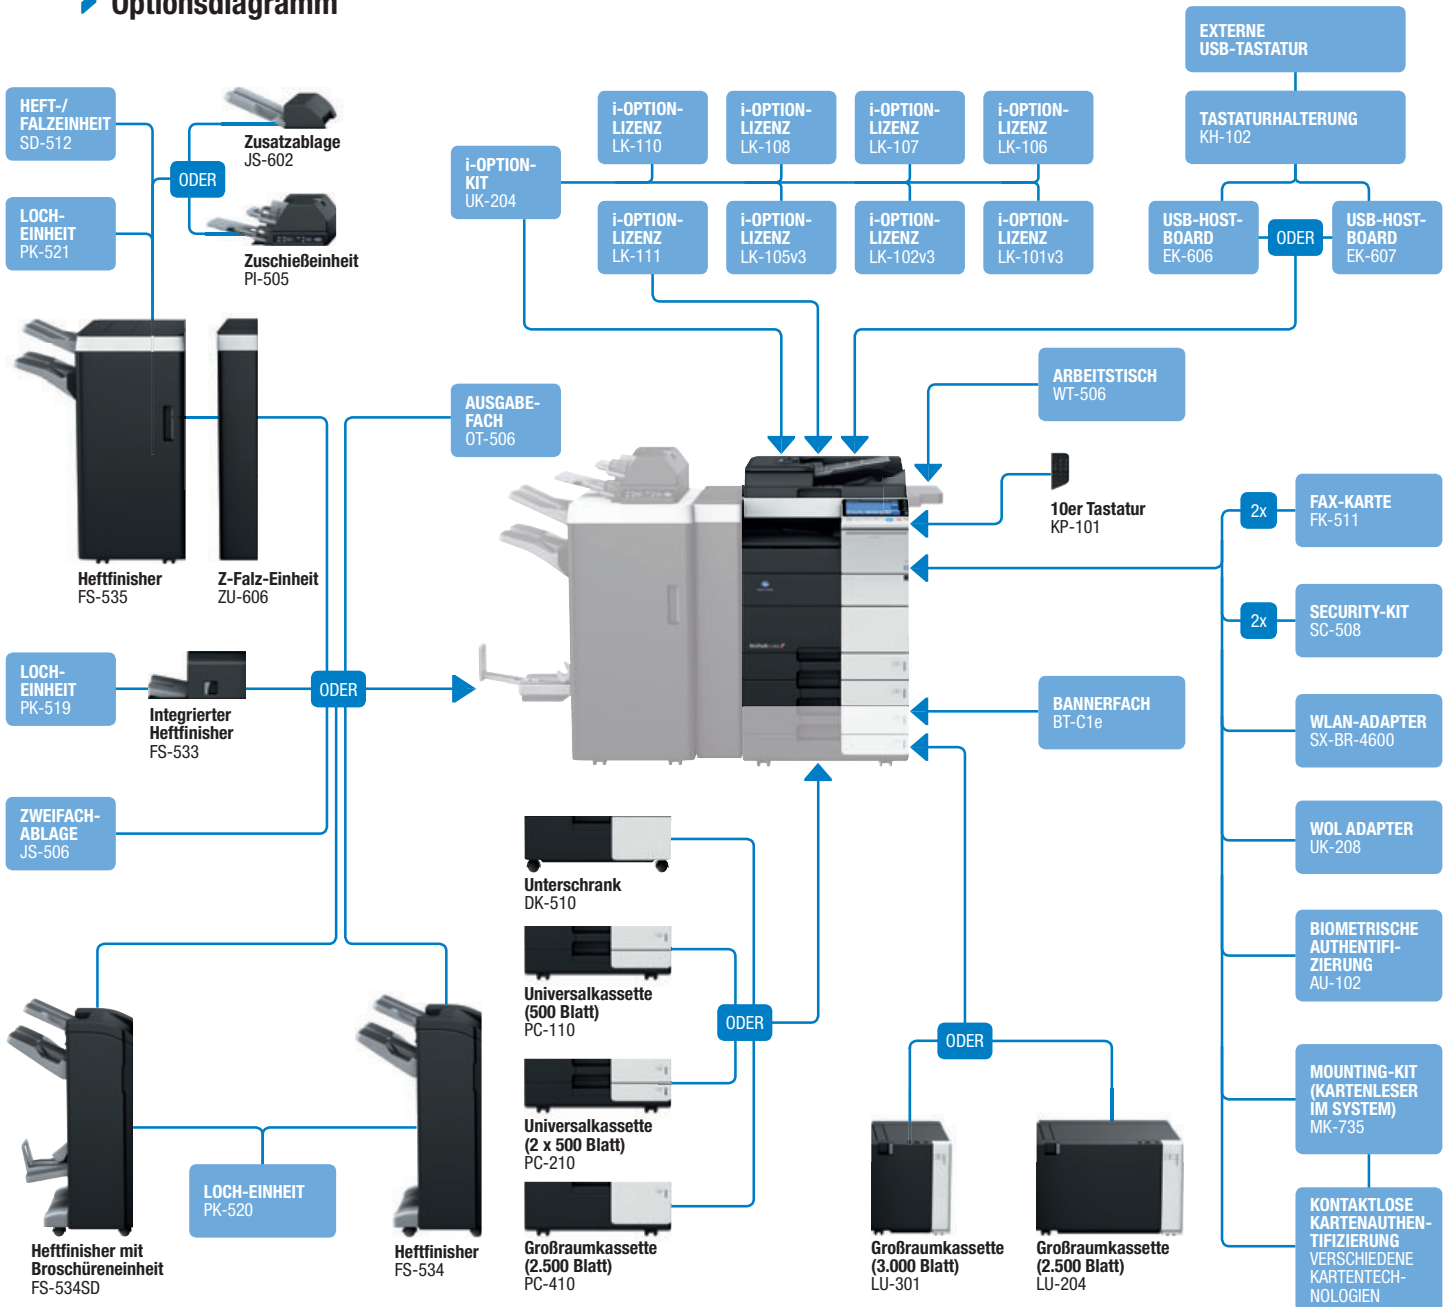 Optionsdiagramm
EXTERNE
USB-TASTATUR
HEFT-/
FALZEINHEIT
SD-512
Zusatzablage
JS-602
ODER
LOCH-
EINHEIT
PK-521
Zuschießeinheit
PI-505
i-OPTION-
KIT
UK-204
i-OPTION-
LIZENZ
LK-110
i-OPTION-
LIZENZ
LK-108
i-OPTION-
LIZENZ
LK-107
i-OPTION-
LIZENZ
LK-106
i-OPTION-
LIZENZ
LK-111
i-OPTION-
LIZENZ
LK-105v3
i-OPTION-
LIZENZ
LK-102v3
i-OPTION-
LIZENZ
LK-101v3
TASTATURHALTERUNG
KH-102
USB-HOST-
BOARD
EK-606
ODER
USB-HOST-
BOARD
EK-607
Heftfinisher
FS-535
Z-Falz-Einheit
ZU-606
AUSGABE-
FACH
OT-506
ARBEITSTISCH
WT-506
10er Tastatur
KP-101
2x
FAX-KARTE
FK-511
2x
SECURITY-KIT
SC-508
LOCH-
EINHEIT
PK-519
Integrierter
Heftfinisher
FS-533
ODER
BANNERFACH
BT-C1e
WLAN-ADAPTER
SX-BR-4600
ZWEIFACH-
ABLAGE
JS-506
WOL ADAPTER
UK-208
Unterschrank
DK-510
Universalkassette
(500 Blatt)
PC-110
ODER
Universalkassette
(2 x 500 Blatt)
PC-210
Großraumkassette
(2.500 Blatt)
PC-410
BIOMETRISCHE
AUTHENTIFI-
ZIERUNG
AU-102
ODER
Großraumkassette
(3.000 Blatt)
LU-301
Großraumkassette
(2.500 Blatt)
LU-204
MOUNTING-KIT
(KARTENLESER
IM SYSTEM)
MK-735
KONTAKTLOSE
KARTENAUTHEN-
TIFIZIERUNG
VERSCHIEDENE
KARTENTECH-
NOLOGIEN
LOCH-EINHEIT
PK-520
Heftfinisher mit
Broschüreneinheit
FS-534SD
Heftfinisher
FS-534